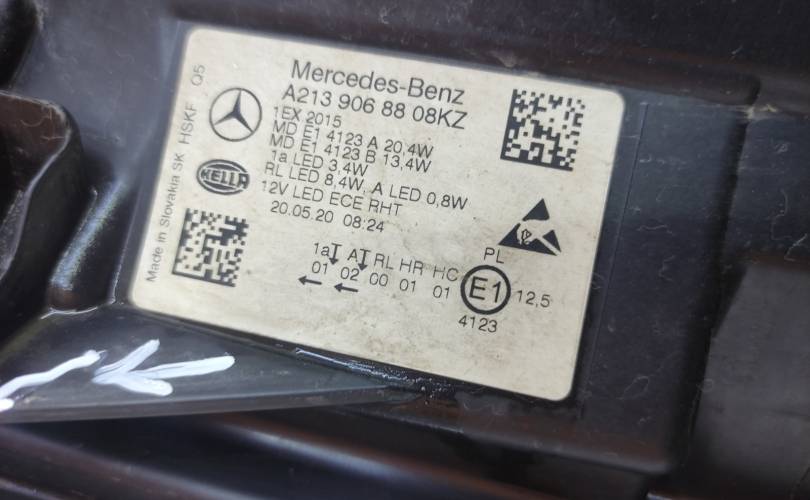 Mercedes-Benz
A213 906 88 08KZ
1EX 2015
MD E1 4123 A 20,4W
MD E1 4123 B 13,4W
1a LED 3,4W
RL LED 8,4W, A LED 0,8W
12V LED ECE RHT
20.05.20 08:24
HELLA
Made in Slovakia SK HSKF Q5
1a A RL HR HC PL
01 02 00 01 01 E1 12,5
4123